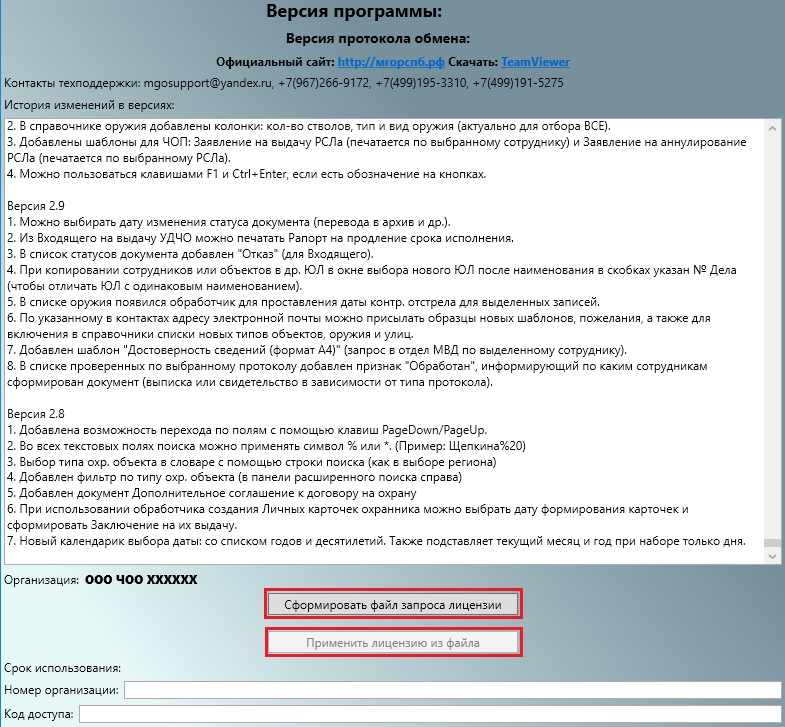 Версия программы:
Версия протокола обмена:
Официальный сайт: http://мгорспб.рф Скачать: TeamViewer
Контакты техподдержки: mgosupport@yandex.ru, +7(967)266-9172, +7(499)195-3310, +7(499)191-5275
История изменений в версиях:
2. В справочнике оружия добавлены колонки: кол-во стволов, тип и вид оружия (актуально для отбора ВСЕ).
3. Добавлены шаблоны для ЧОП: Заявление на выдачу РСЛа (печатается по выбранному сотруднику) и Заявление на аннулирование
РСЛа (печатается по выбранному РСЛа).
4. Можно пользоваться клавишами F1 и Ctrl+Enter, если есть обозначение на кнопках.
Версия 2.9
1. Можно выбирать дату изменения статуса документа (перевода в архив и др.).
2. Из Входящего на выдачу УДЧО можно печатать Рапорт на продление срока исполнения.
3. В список статусов документа добавлен "Отказ" (для Входящего).
4. При копировании сотрудников или объектов в др. ЮЛ в окне выбора нового ЮЛ после наименования в скобках указан № Дела
(чтобы отличать ЮЛ с одинаковым наименованием).
5. В списке оружия появился обработчик для проставления даты контр. отстрела для выделенных записей.
6. По указанному в контактах адресу электронной почты можно присылать образцы новых шаблонов, пожелания, а также для
включения в справочники списки новых типов объектов, оружия и улиц.
7. Добавлен шаблон "Достоверность сведений (формат А4)" (запрос в отдел МВД по выделенному сотруднику).
8. В списке проверенных по выбранному протоколу добавлен признак "Обработан", информирующий по каким сотрудникам
сформирован документ (выписка или свидетельство в зависимости от типа протокола).
Версия 2.8
1. Добавлена возможность перехода по полям с помощью клавиш PageDown/PageUp.
2. Во всех текстовых полях поиска можно применять символ % или *. (Пример: Щепкина%20)
3. Выбор типа охр. объекта в словаре с помощью строки поиска (как в выборе региона)
4. Добавлен фильтр по типу охр. объекта (в панели расширенного поиска справа)
5. Добавлен документ Дополнительное соглашение к договору на охрану
6. При использовании обработчика создания Личных карточек охранника можно выбрать дату формирования карточек и
сформировать Заключение на их выдачу.
7. Новый календарик выбора даты: со списком годов и десятилетий. Также подставляет текущий месяц и год при наборе только дня.
Организация: ООО ЧОО ХХХХХХ
Сформировать файл запроса лицензии
Применить лицензию из файла
Срок использования:
Номер организации:
Код доступа: